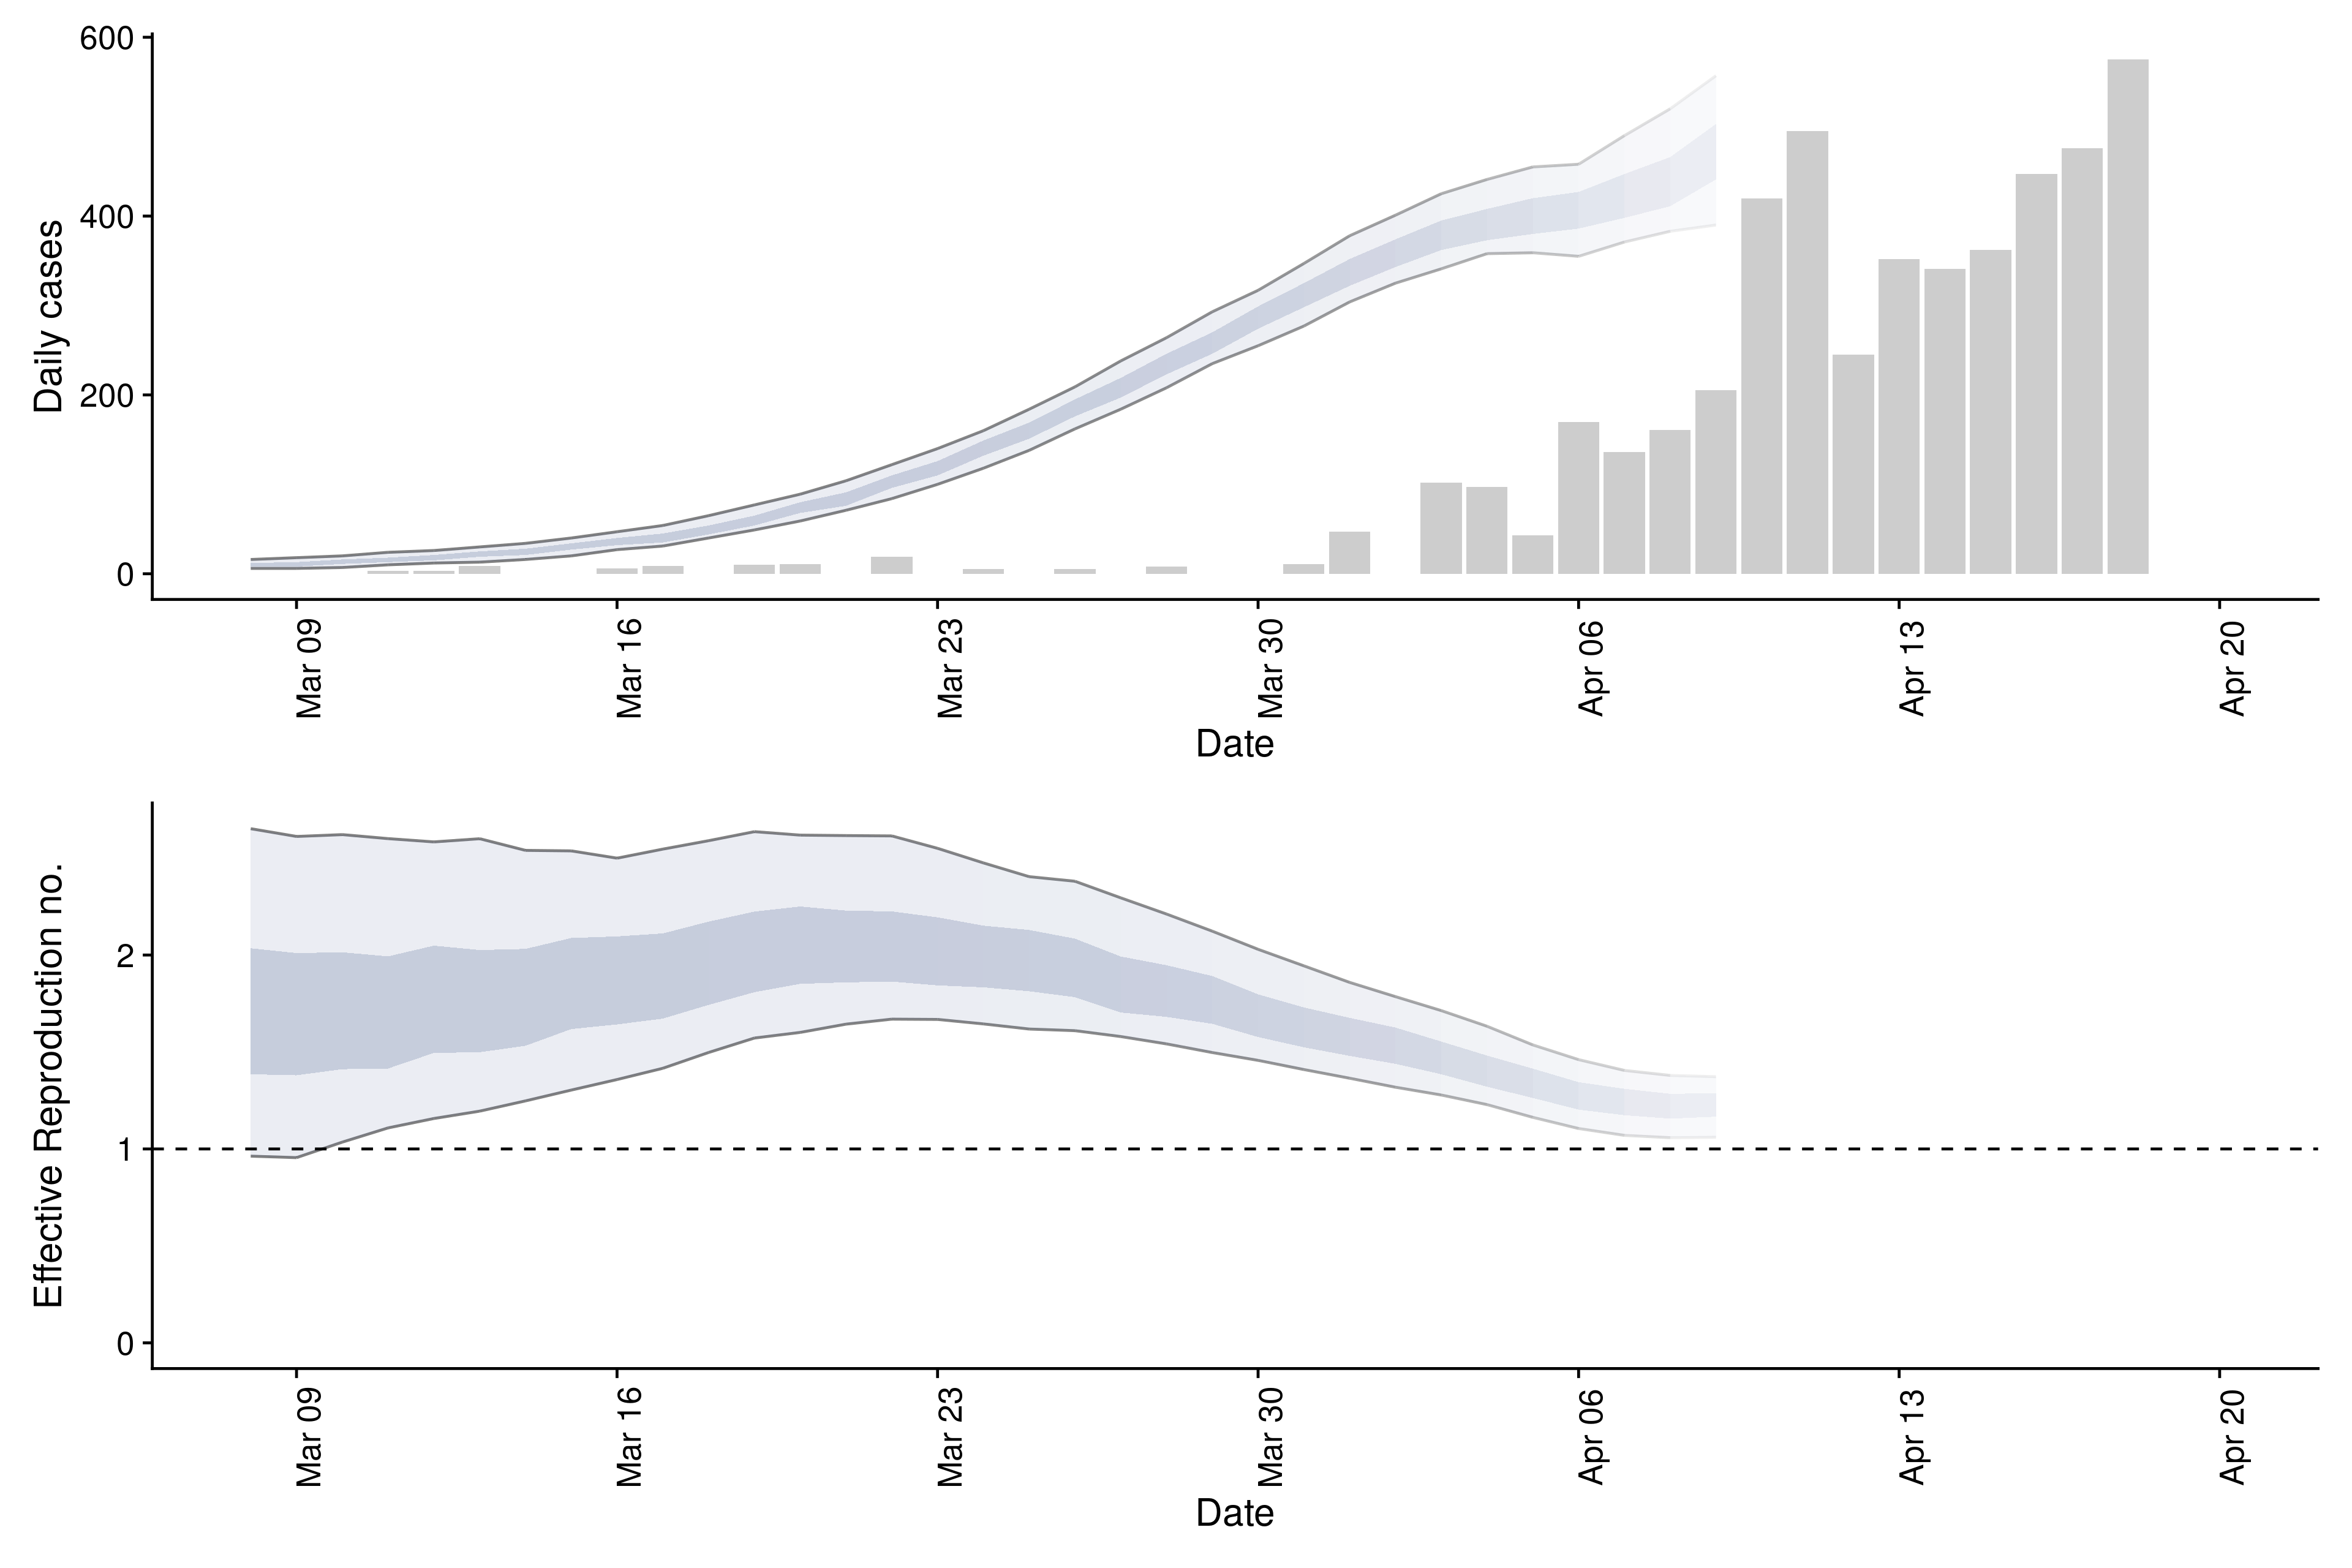 Daily cases
600
400
200
0
Mar 09
Mar 16
Mar 23
Mar 30
Apr 06
Apr 13
Apr 20
Date
Effective Reproduction no.
2
1
0
Mar 09
Mar 16
Mar 23
Mar 30
Apr 06
Apr 13
Apr 20
Date